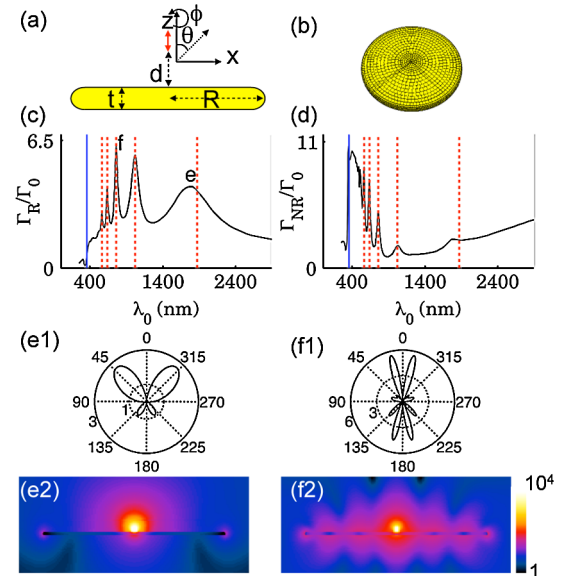 (a)
z
ϕ
θ
x
d
t
R
(b)
(c)
6.5
f
e
Γ_R/Γ_0
0
400 1400 2400
λ_0 (nm)
(d)
11
Γ_NR/Γ_0
0
400 1400 2400
λ_0 (nm)
(e1)
0
45 315
90 1 270
3
135 225
180
(f1)
0
45 315
90 3 270
6
135 225
180
(e2)
(f2)
10^4
1